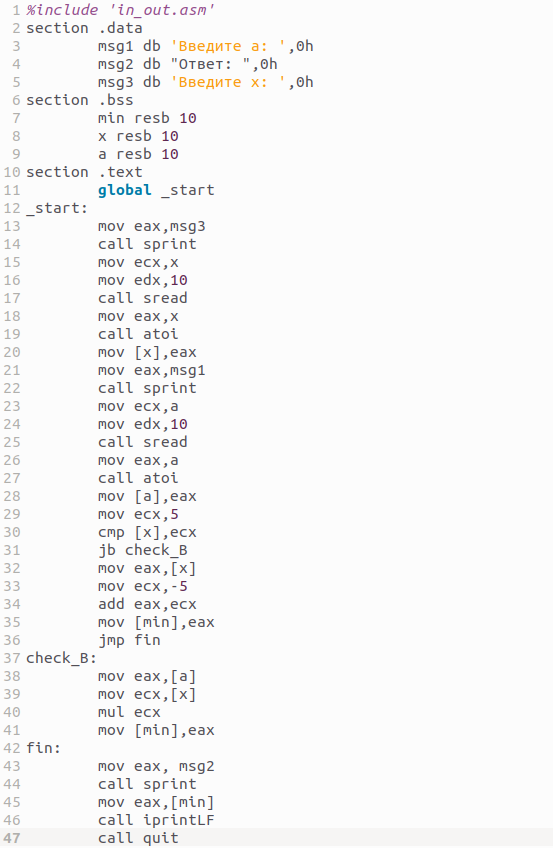 1 %include 'in_out.asm'
2 section .data
3 msg1 db 'Введите a: ',0h
4 msg2 db "Ответ: ",0h
5 msg3 db 'Введите x: ',0h
6 section .bss
7 min resb 10
8 x resb 10
9 a resb 10
10 section .text
11 global _start
12 _start:
13 mov eax,msg3
14 call sprint
15 mov ecx,x
16 mov edx,10
17 call sread
18 mov eax,x
19 call atoi
20 mov [x],eax
21 mov eax,msg1
22 call sprint
23 mov ecx,a
24 mov edx,10
25 call sread
26 mov eax,a
27 call atoi
28 mov [a],eax
29 mov ecx,5
30 cmp [x],ecx
31 jb check_B
32 mov eax,[x]
33 mov ecx,-5
34 add eax,ecx
35 mov [min],eax
36 jmp fin
37 check_B:
38 mov eax,[a]
39 mov ecx,[x]
40 mul ecx
41 mov [min],eax
42 fin:
43 mov eax, msg2
44 call sprint
45 mov eax,[min]
46 call iprintLF
47 call quit